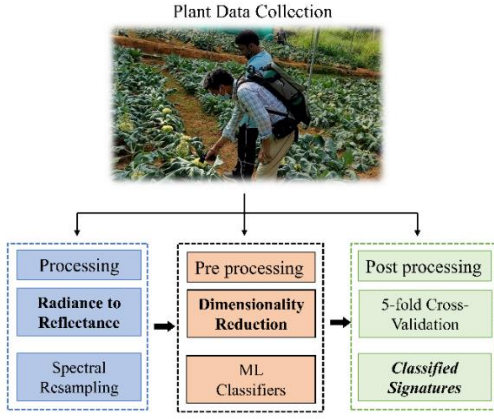 Plant Data Collection
Processing
Radiance to
Reflectance
Spectral
Resampling
Pre processing
Dimensionality
Reduction
ML
Classifiers
Post processing
5-fold Cross-
Validation
Classified
Signatures